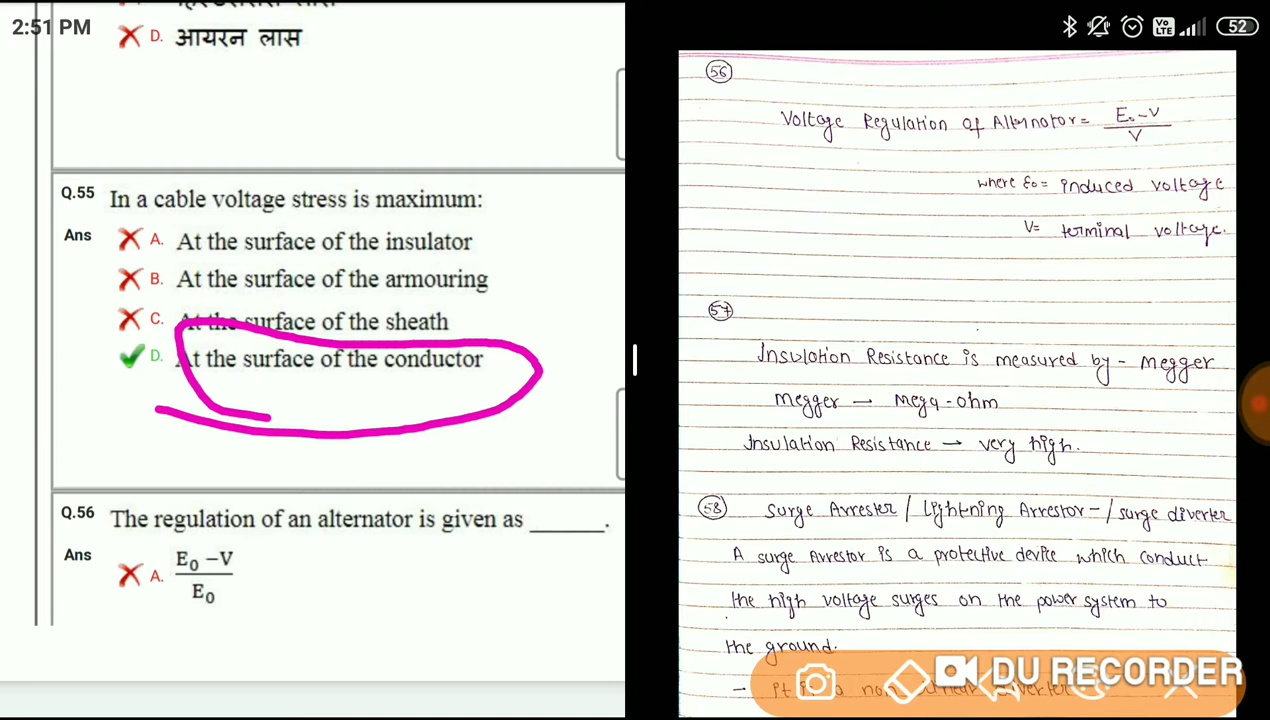 2:51 PM
52
D. आयरन लास
Q.55 In a cable voltage stress is maximum:
Ans A. At the surface of the insulator
B. At the surface of the armouring
C. At the surface of the sheath
D. At the surface of the conductor
Q.56 The regulation of an alternator is given as ______.
Ans A. E0 –V
E0
56
Voltage Regulation of Alternator = E0-V
V
where E0 = induced voltage
V= terminal voltage.
57
Insulation Resistance is measured by - Megger
Megger → Mega-ohm
Insulation Resistance → very high.
58 Surge Arrester / Lightning Arrestor-/ surge diverter
A surge Arrestor is a protective device which conduct
the high voltage surges on the power system to
the ground.
DU RECORDER